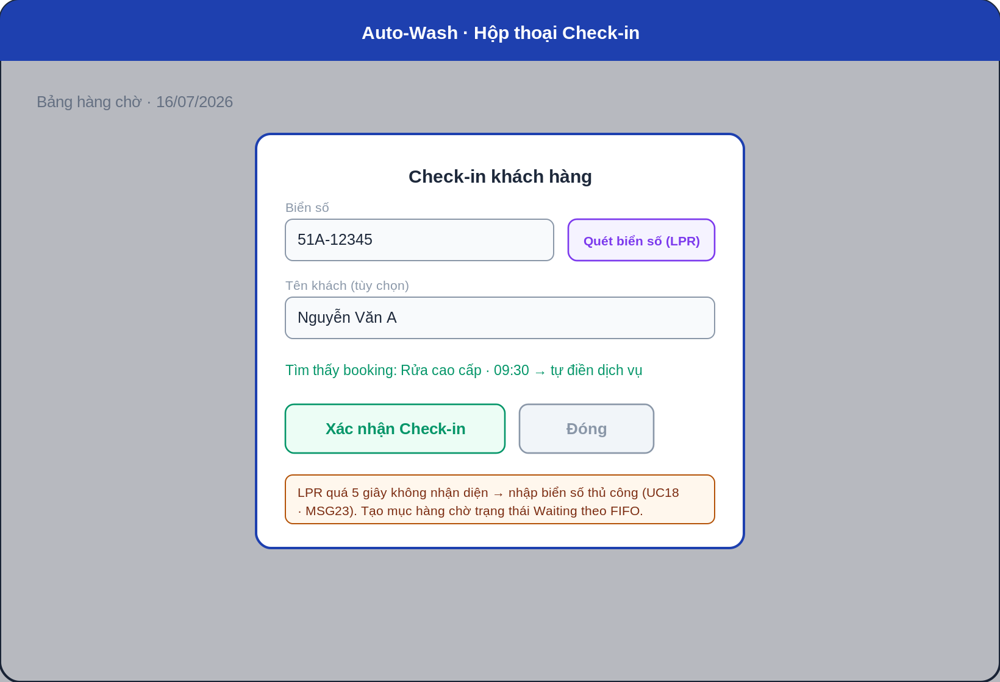 Auto-Wash · Hộp thoại Check-in
Bảng hàng chờ · 16/07/2026
Check-in khách hàng
Biển số
51A-12345
Quét biển số (LPR)
Tên khách (tùy chọn)
Nguyễn Văn A
Tìm thấy booking: Rửa cao cấp · 09:30 → tự điền dịch vụ
Xác nhận Check-in
Đóng
LPR quá 5 giây không nhận diện → nhập biển số thủ công (UC18
· MSG23). Tạo mục hàng chờ trạng thái Waiting theo FIFO.